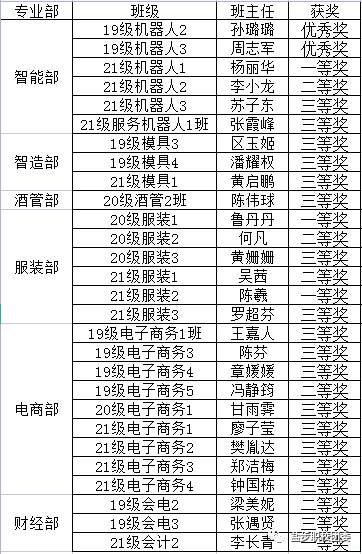 专业部 班级 班主任 获奖
智能部 19级机器人2 孙璐璐 优秀奖
19级机器人3 周志军 优秀奖
21级机器人1 杨丽华 一等奖
21级机器人2 李小龙 二等奖
21级机器人3 苏子东 三等奖
21级服务机器人1班 张霞峰 三等奖
智造部 19级模具3 区玉姬 三等奖
19级模具4 潘耀权 三等奖
21级模具1 黄启鹏 三等奖
酒管部 20级酒管2班 陈伟球 三等奖
服装部 20级服装1 鲁丹丹 一等奖
20级服装2 何凡 二等奖
20级服装3 黄姗姗 三等奖
21级服装1 吴茜 二等奖
21级服装2 陈羲 一等奖
21级服装3 罗超芬 三等奖
电商部 19级电子商务1班 王嘉人 三等奖
19级电子商务3 陈芬 三等奖
19级电子商务4 章媛媛 三等奖
19级电子商务5 冯静筠 二等奖
20级电子商务1 甘雨霁 三等奖
21级电子商务1 廖子莹 三等奖
21级电子商务2 樊胤达 三等奖
21级电子商务3 郑洁梅 二等奖
21级电子商务4 钟国栋 三等奖
财经部 19级会电2 梁美妮 二等奖
19级会电3 张遇贤 三等奖
21级会计2 李长青 三等奖